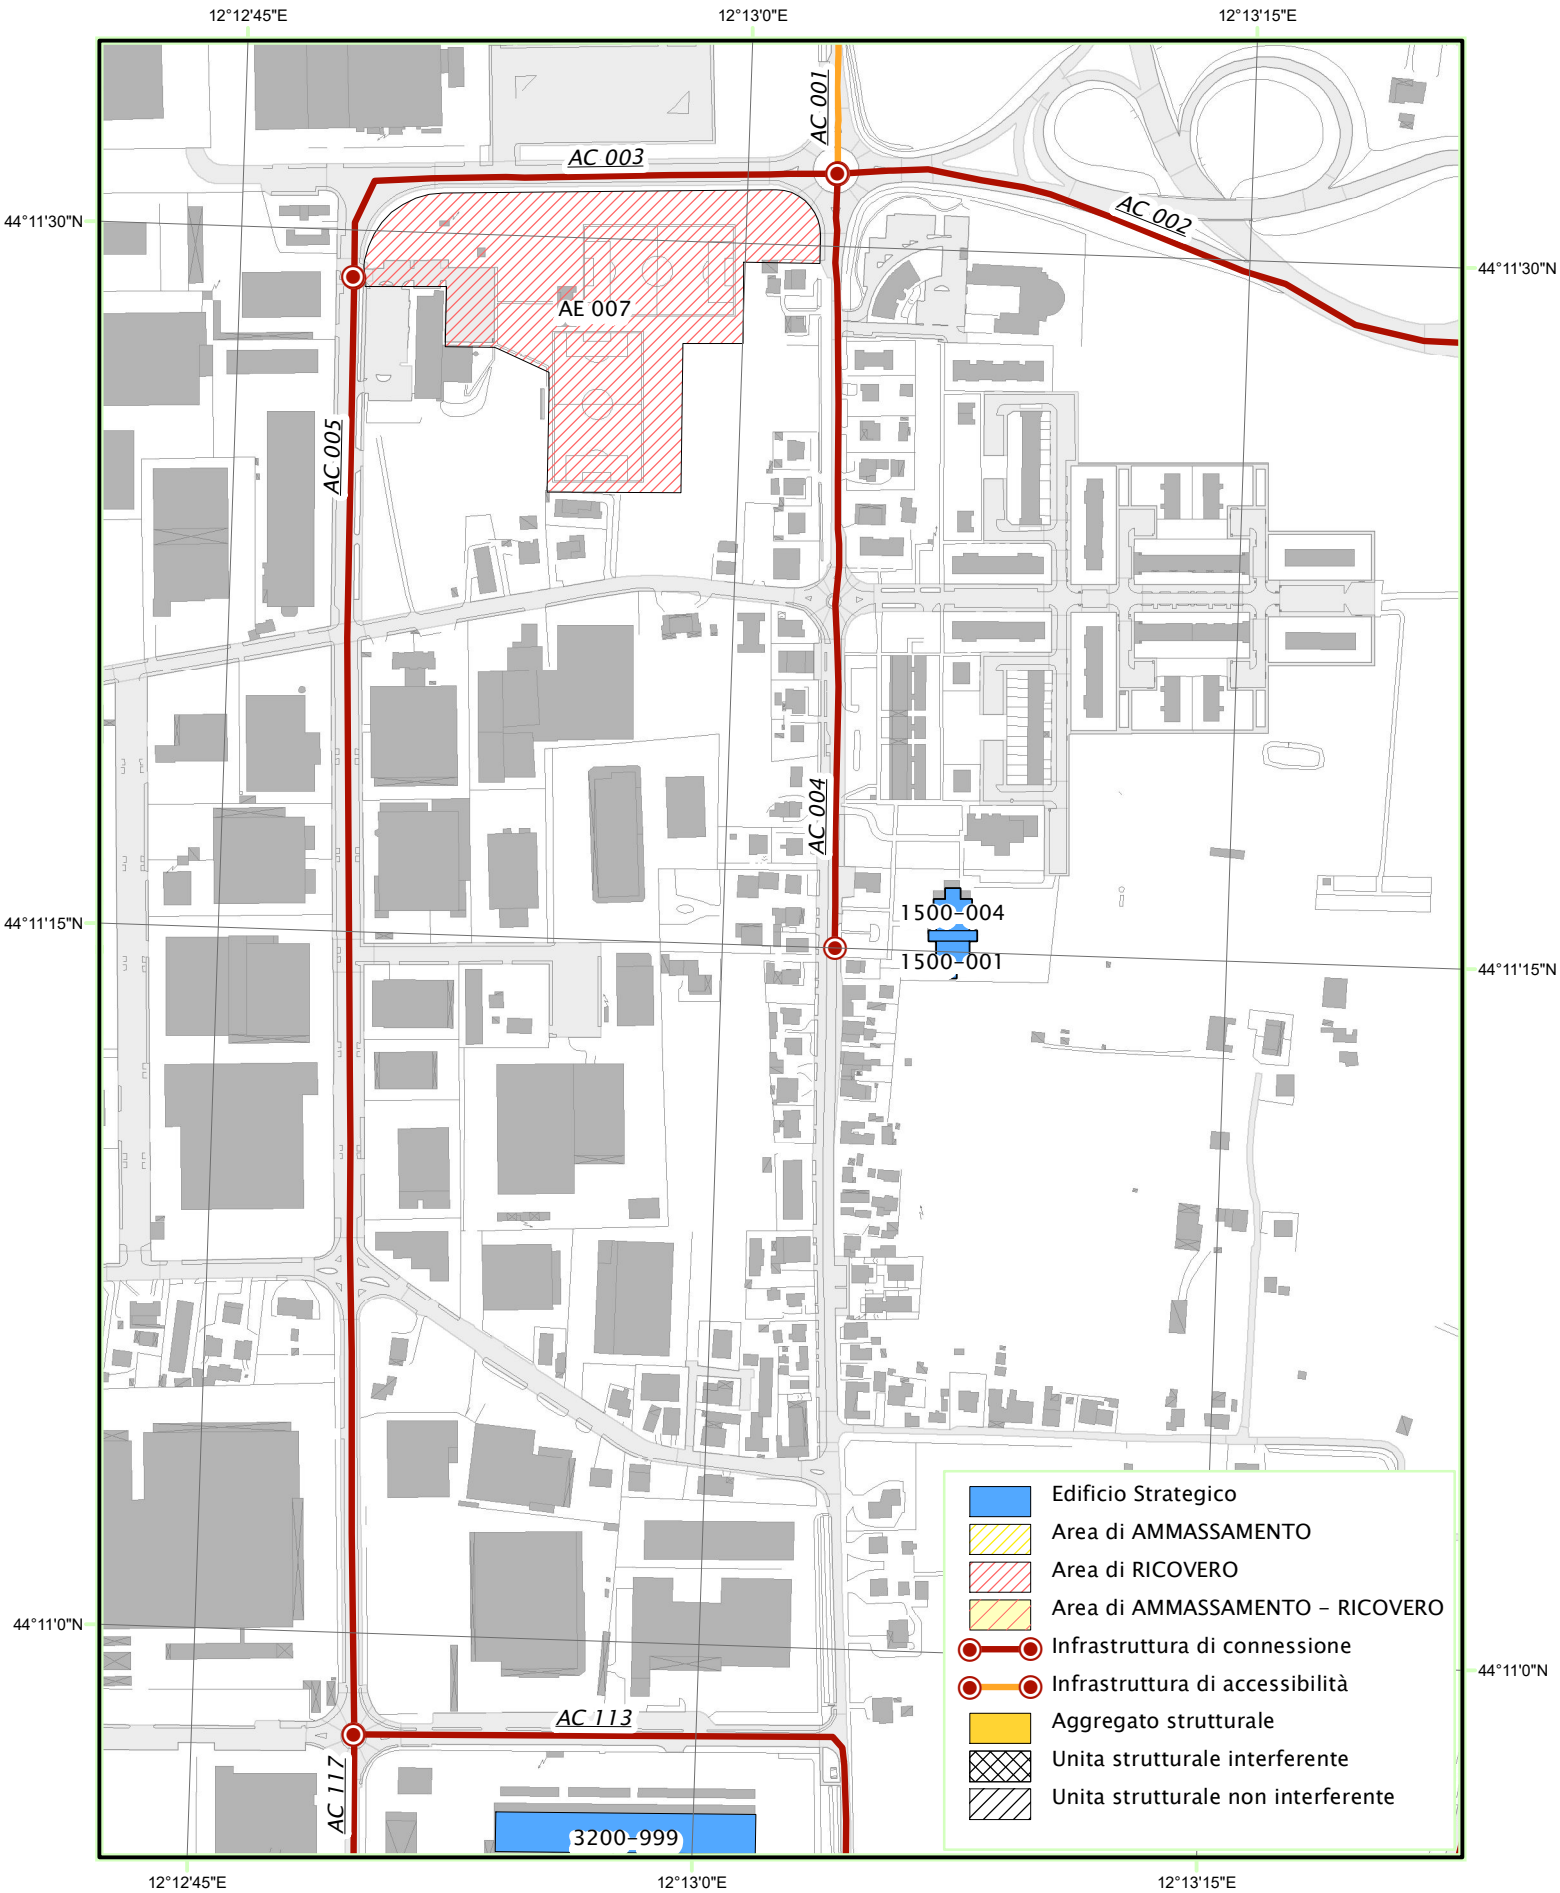 12°12'45"E 12°13'0"E 12°13'15"E
AC 001
AC 003
AC 002
44°11'30"N
44°11'30"N
AE 007
AC 005
AC 004
1500-004
44°11'15"N
1500-001
44°11'15"N
Edificio Strategico
Area di AMMASSAMENTO
Area di RICOVERO
Area di AMMASSAMENTO - RICOVERO
44°11'0"N
Infrastruttura di connessione
44°11'0"N
Infrastruttura di accessibilità
AC 113
Aggregato strutturale
Unita strutturale interferente
AC 117
Unita strutturale non interferente
3200-999
12°12'45"E 12°13'0"E 12°13'15"E